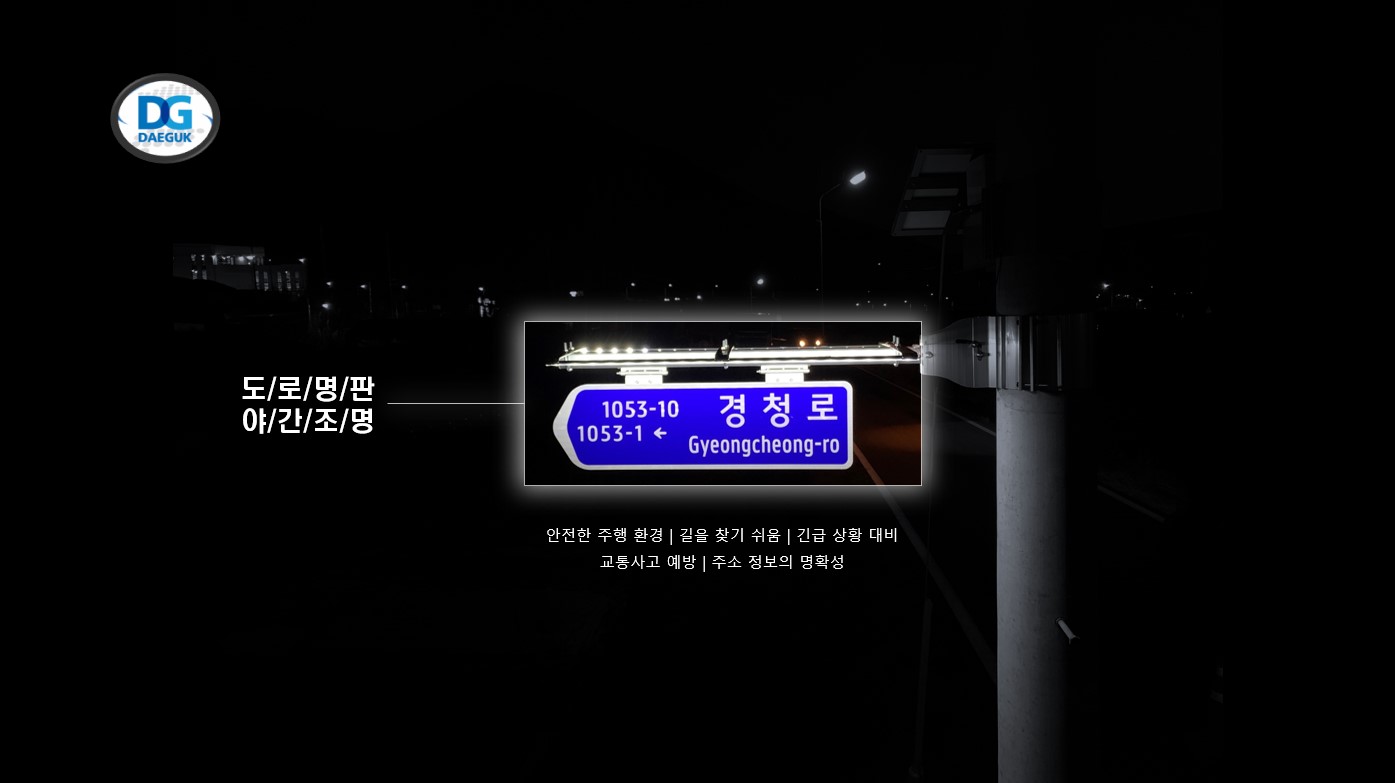 DG
DAEGUK
도/로/명/판
야/간/조/명
1053-10
1053-1 ←
경청로
Gyeongcheong-ro
안전한 주행 환경 | 길을 찾기 쉬움 | 긴급 상황 대비
교통사고 예방 | 주소 정보의 명확성